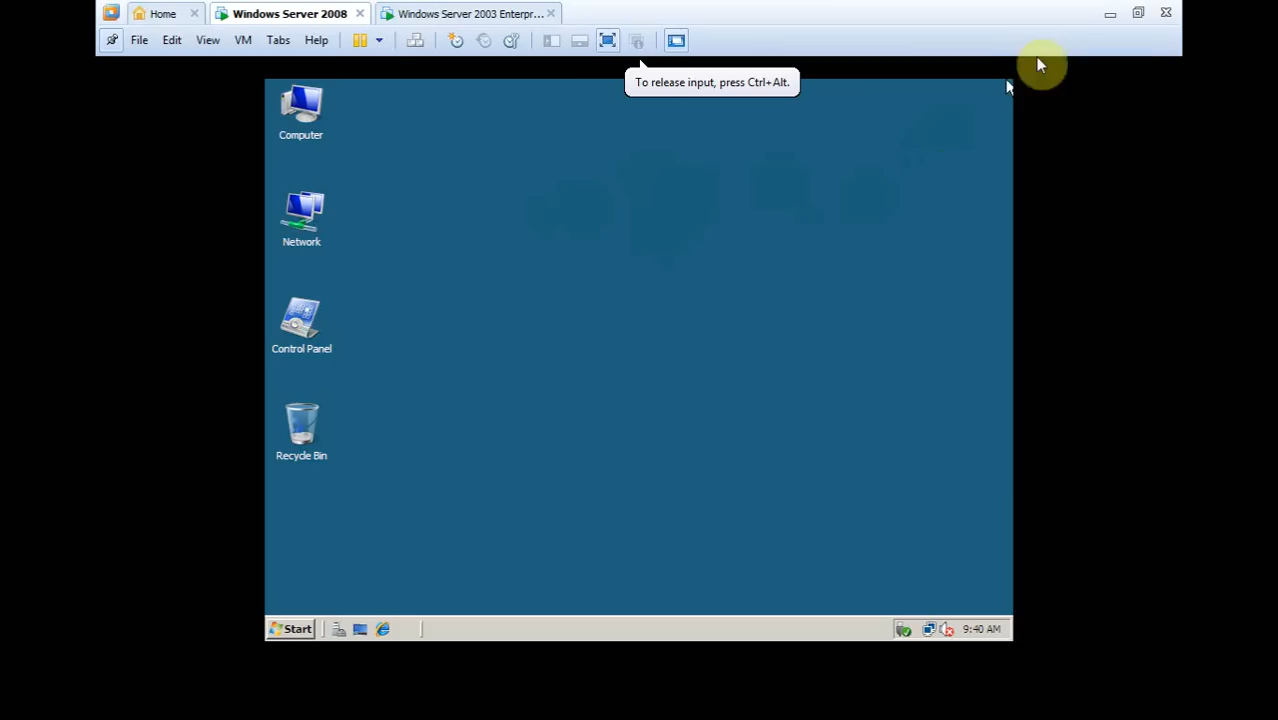 Home
Windows Server 2008
Windows Server 2003 Enterpr...
File Edit View VM Tabs Help
To release input, press Ctrl+Alt.
Computer
Network
Control Panel
Recycle Bin
Start
9:40 AM